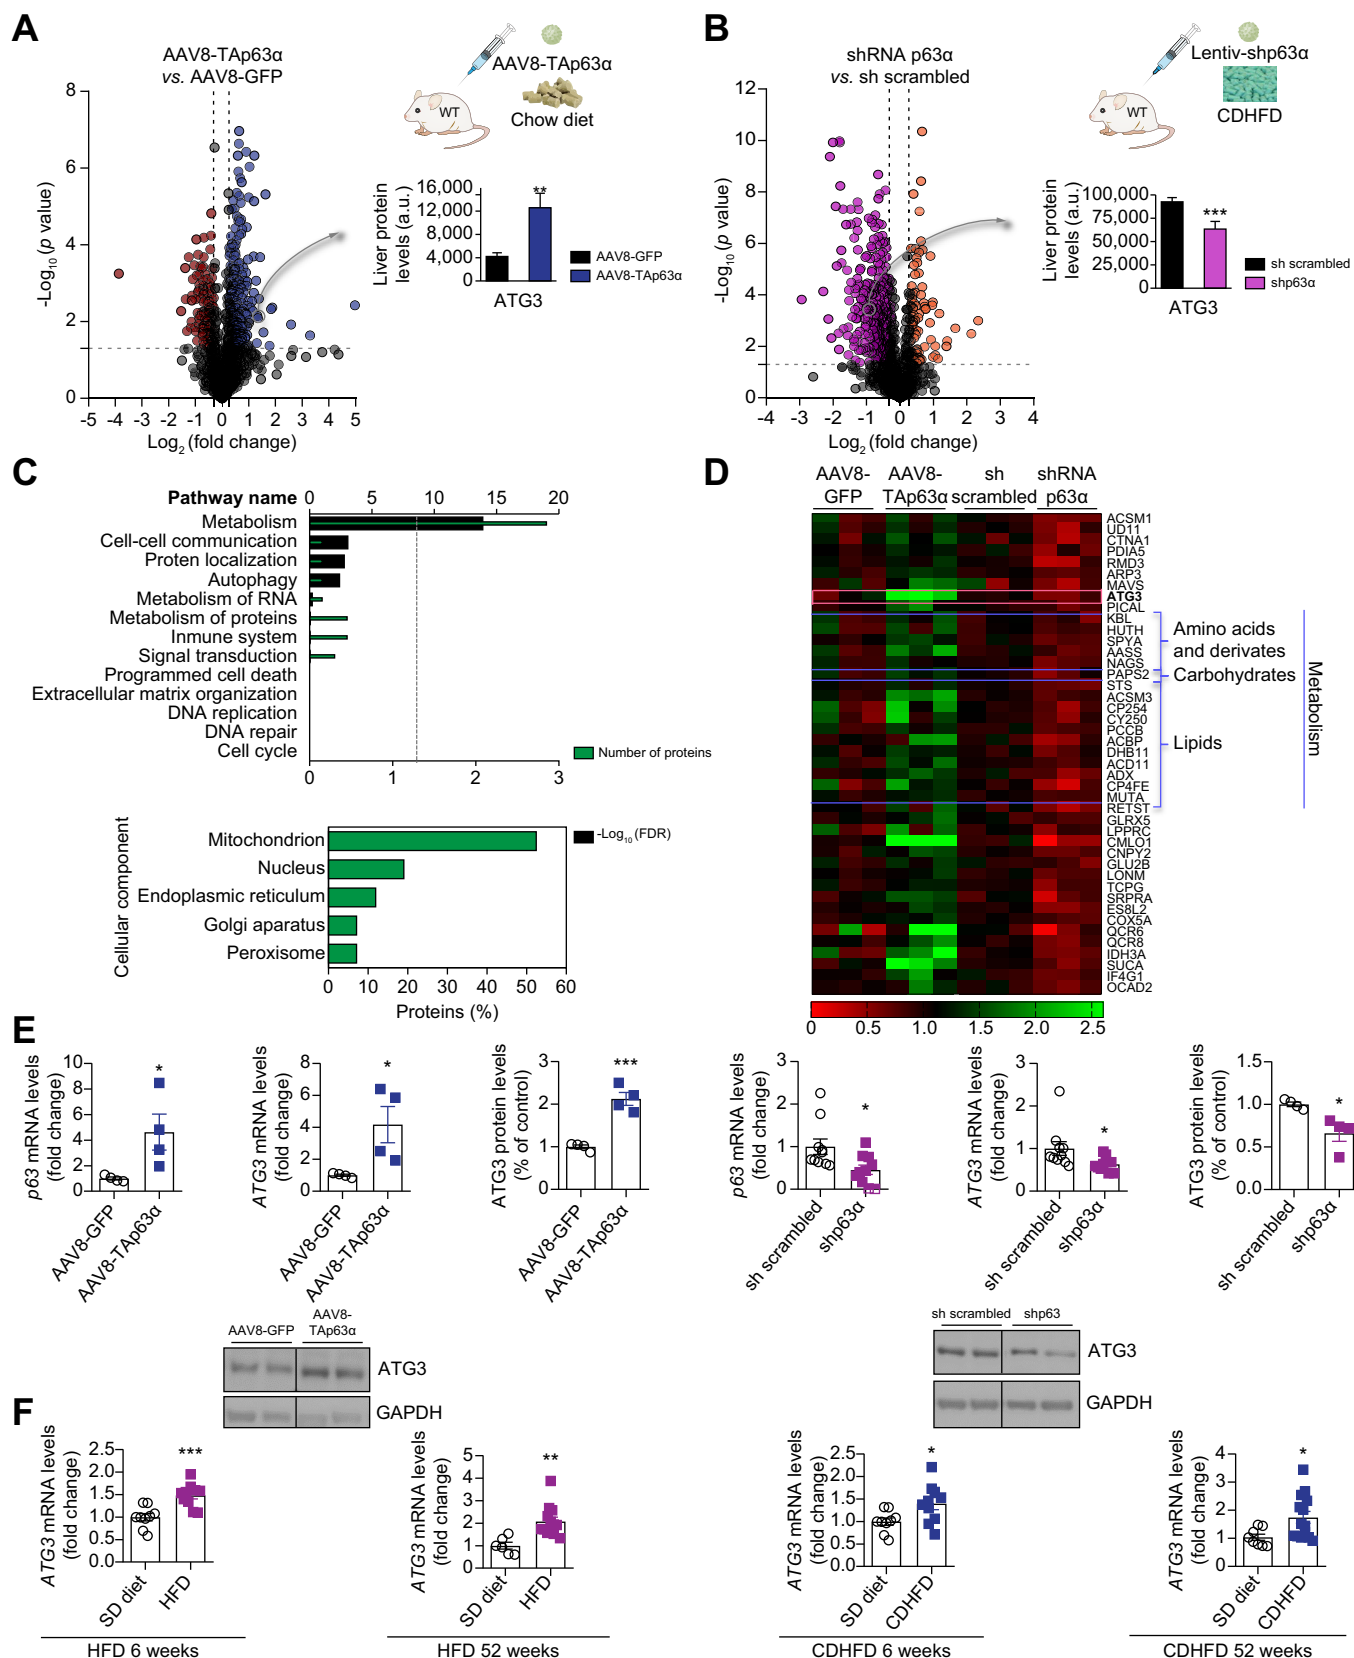 A
AAV8-TAp63α
vs. AAV8-GFP
8
6
4
2
0
-Log10 (p value)
-5 -4 -3 -2 -1 0 1 2 3 4 5
Log2 (fold change)
WT
AAV8-TAp63α
Chow diet
Liver protein
levels (a.u.)
16,000
12,000
8,000
4,000
0
**
ATG3
AAV8-GFP
AAV8-TAp63α
B
shRNA p63α
vs. sh scrambled
12
10
8
6
4
2
0
-Log10 (p value)
-4 -3 -2 -1 0 1 2 3 4
Log2 (fold change)
WT
Lentiv-shp63α
CDHFD
Liver protein
levels (a.u.)
100,000
75,000
50,000
25,000
0
***
ATG3
sh scrambled
shp63α
C
Pathway name
0 5 10 15 20
Metabolism
Cell-cell communication
Proten localization
Autophagy
Metabolism of RNA
Metabolism of proteins
Inmune system
Signal transduction
Programmed cell death
Extracellular matrix organization
DNA replication
DNA repair
Cell cycle
0 1 2 3
Number of proteins
-Log10 (FDR)
Cellular component
Mitochondrion
Nucleus
Endoplasmic reticulum
Golgi aparatus
Peroxisome
0 10 20 30 40 50 60
Proteins (%)
D
AAV8-
GFP
AAV8-
TAp63α
sh
scrambled
shRNA
p63α
ACSM1
UD11
CTNA1
PDIA5
RMD3
ARP3
MAVS
ATG3
PICAL
KBL
HUTH
SPYA
AASS
NAGS
PAPS2
STS
ACSM3
CP254
CY250
PCCB
ACBP
DHB11
ACD11
ADX
CP4FE
MUTA
RETST
GLRX5
LPPRC
CMLO1
CNPY2
GLU2B
LONM
TCPG
SRPRA
ES8L2
COX5A
QCR6
QCR8
IDH3A
SUCA
IF4G1
OCAD2
Amino acids
and derivates
Carbohydrates
Lipids
Metabolism
0 0.5 1.0 1.5 2.0 2.5
E
p63 mRNA levels
(fold change)
10
8
6
4
2
0
*
AAV8-GFP
AAV8-TAp63α
ATG3 mRNA levels
(fold change)
8
6
4
2
0
*
AAV8-GFP
AAV8-TAp63α
ATG3 protein levels
(% of control)
3
2
1
0
***
AAV8-GFP
AAV8-TAp63α
p63 mRNA levels
(fold change)
3
2
1
0
*
sh scrambled
shp63α
ATG3 mRNA levels
(fold change)
3
2
1
0
*
sh scrambled
shp63α
ATG3 protein levels
(% of control)
1.5
1.0
0.5
0.0
*
sh scrambled
shp63α
AAV8-GFP
AAV8-
TAp63α
ATG3
GAPDH
sh scrambled
shp63
ATG3
GAPDH
F
ATG3 mRNA levels
(fold change)
2.5
2.0
1.5
1.0
0.5
0.0
***
SD diet
HFD
HFD 6 weeks
ATG3 mRNA levels
(fold change)
5
4
3
2
1
0
**
SD diet
HFD
HFD 52 weeks
ATG3 mRNA levels
(fold change)
2.5
2.0
1.5
1.0
0.5
0.0
*
SD diet
CDHFD
CDHFD 6 weeks
ATG3 mRNA levels
(fold change)
4
3
2
1
0
*
SD diet
CDHFD
CDHFD 52 weeks